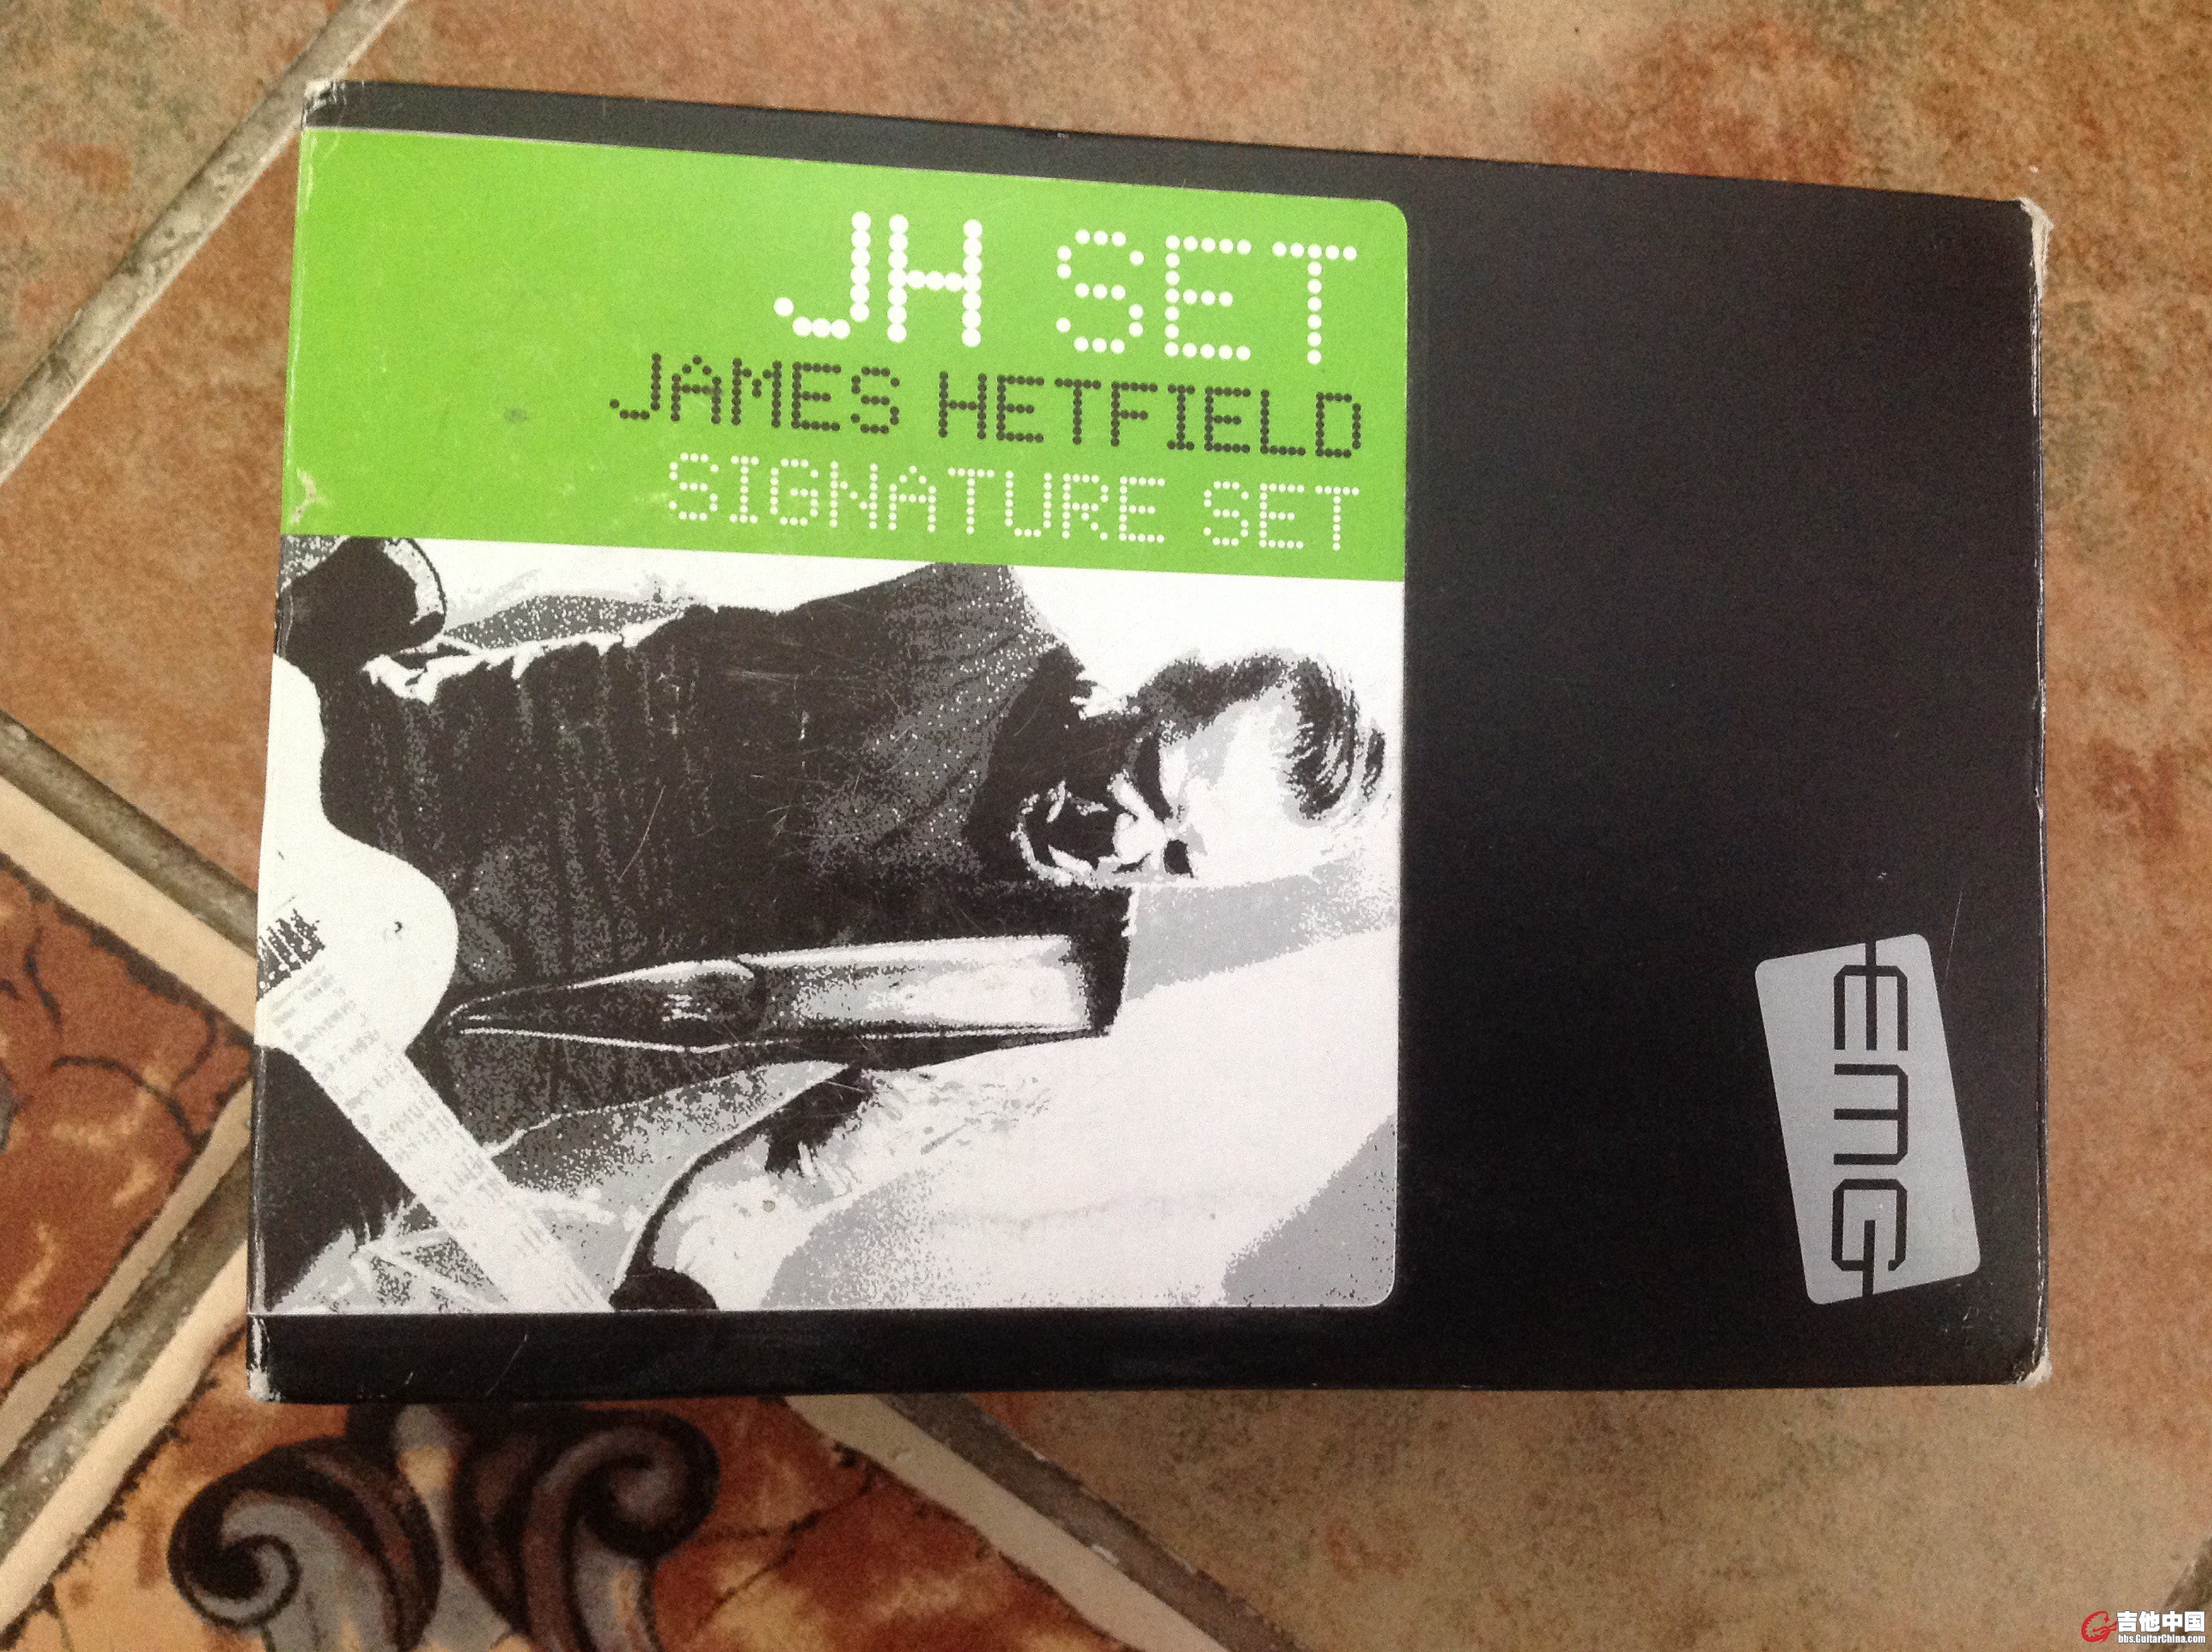 JH SET
JAMES HETFIELD
SIGNATURE SET
EMG
吉他中国
bbs.GuitarChina.com